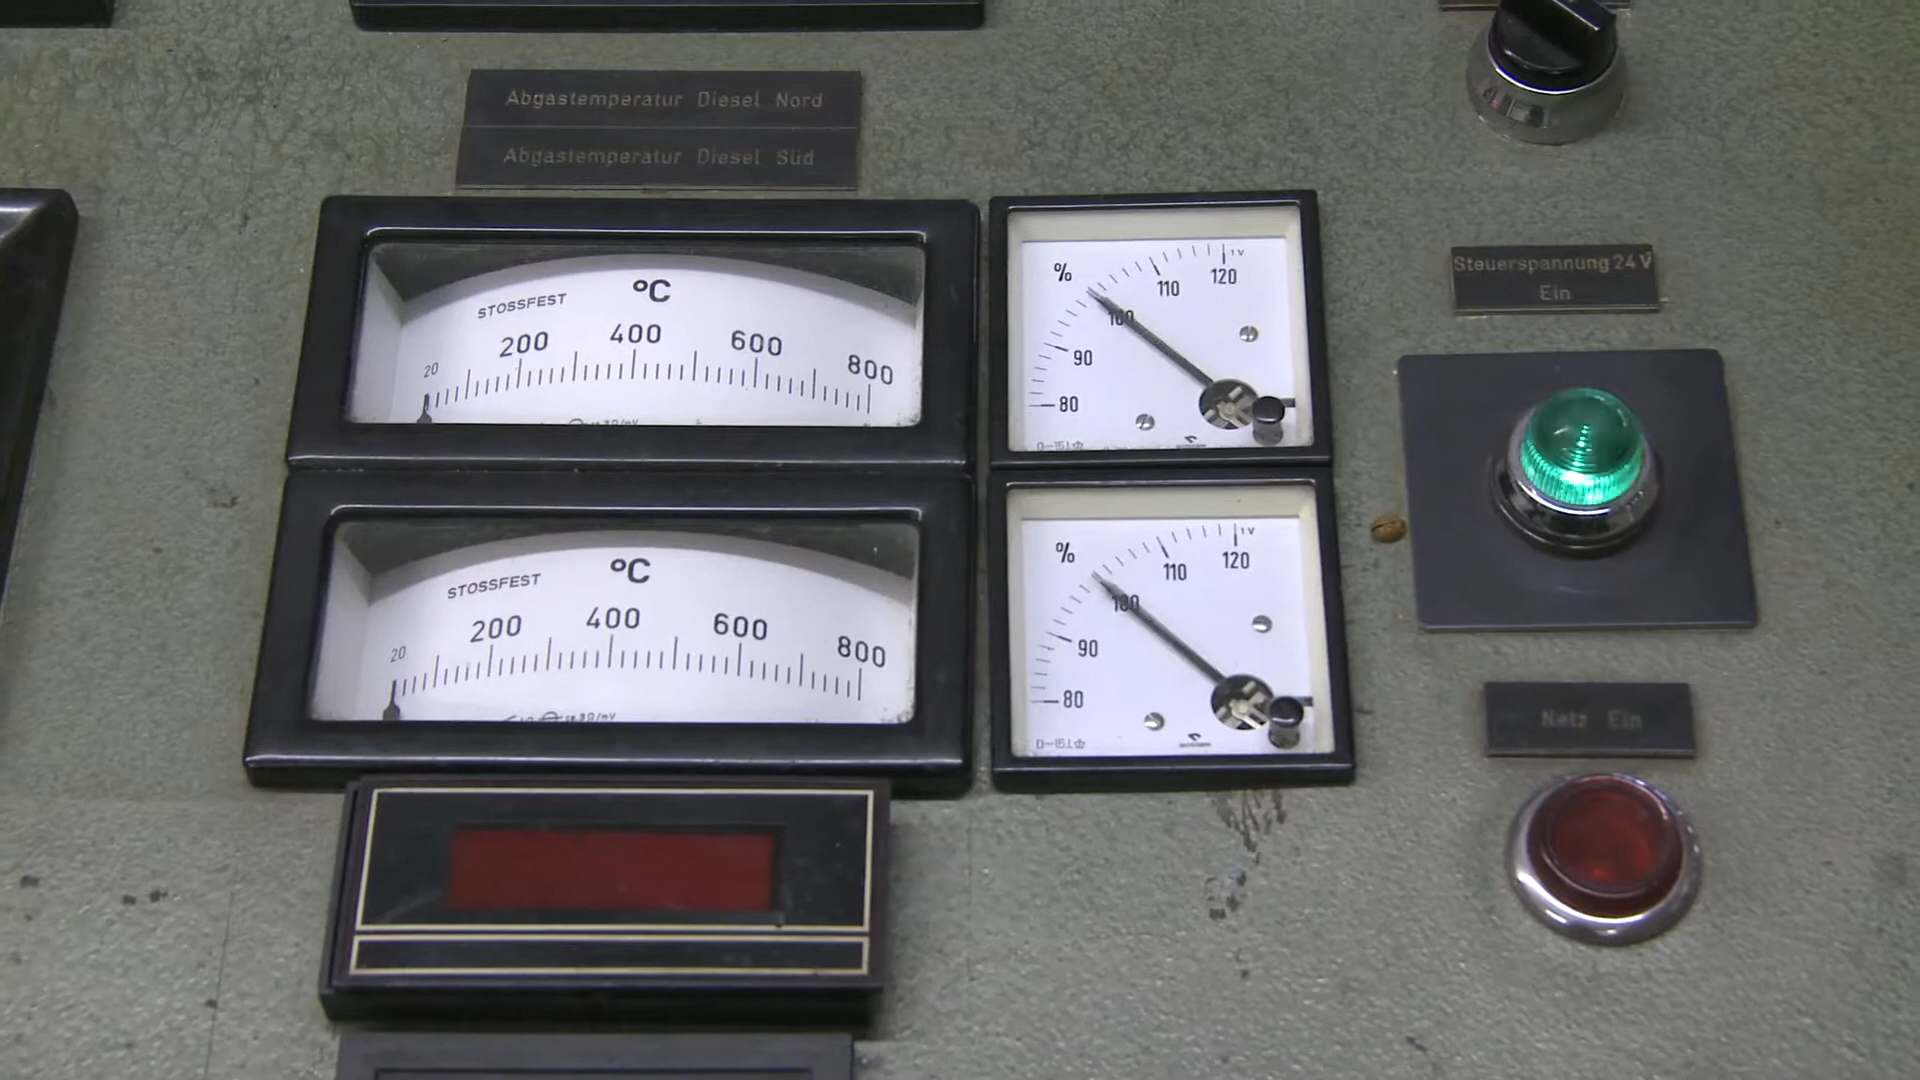 Abgastemperatur Diesel Nord
Abgastemperatur Diesel Süd
°C
STOSSFEST
20 200 400 600 800
% 80 90 100 110 120
Steuerspannung 24 V
Ein
°C
STOSSFEST
20 200 400 600 800
% 80 90 100 110 120
Netz Ein